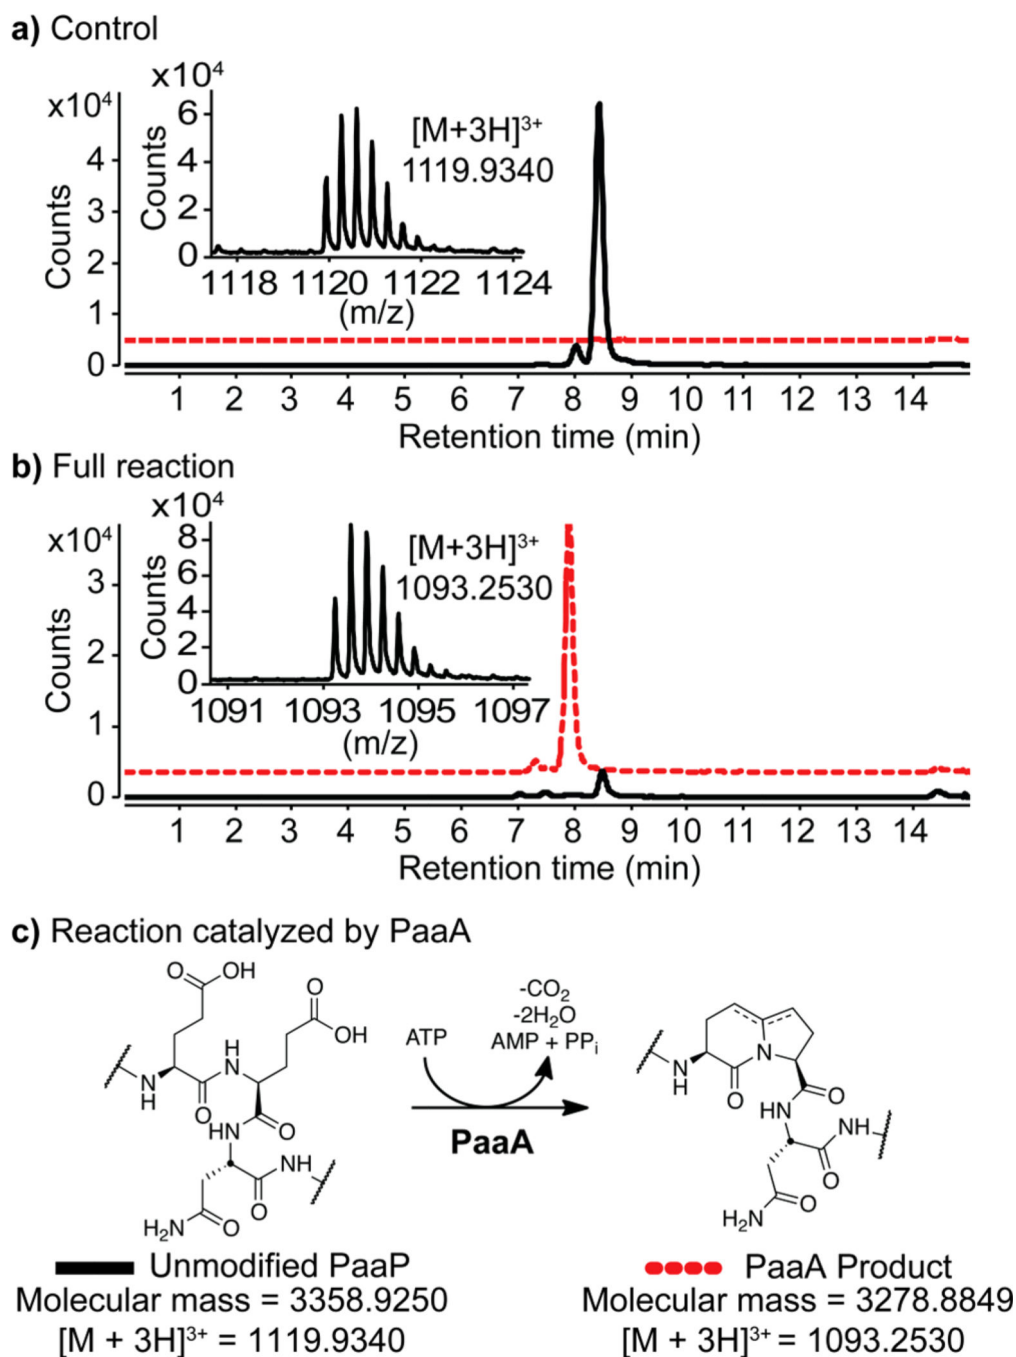 a) Control
x10⁴
x10⁴
6
4
2
0
Counts
[M+3H]³⁺
1119.9340
1118 1120 1122 1124
(m/z)
4
3
2
1
0
Counts
1 2 3 4 5 6 7 8 9 10 11 12 13 14
Retention time (min)
b) Full reaction
x10⁴
x10⁴
8
6
4
2
0
Counts
[M+3H]³⁺
1093.2530
1091 1093 1095 1097
(m/z)
3
2
1
0
Counts
1 2 3 4 5 6 7 8 9 10 11 12 13 14
Retention time (min)
c) Reaction catalyzed by PaaA
O OH
O
OH
H
N
N
H
O
HN
O
NH
O
H₂N
O
ATP
-CO₂
-2H₂O
AMP + PPᵢ
PaaA
N
H
N
O
O
HN
NH
O
O
H₂N
Unmodified PaaP
Molecular mass = 3358.9250
[M + 3H]³⁺ = 1119.9340
PaaA Product
Molecular mass = 3278.8849
[M + 3H]³⁺ = 1093.2530